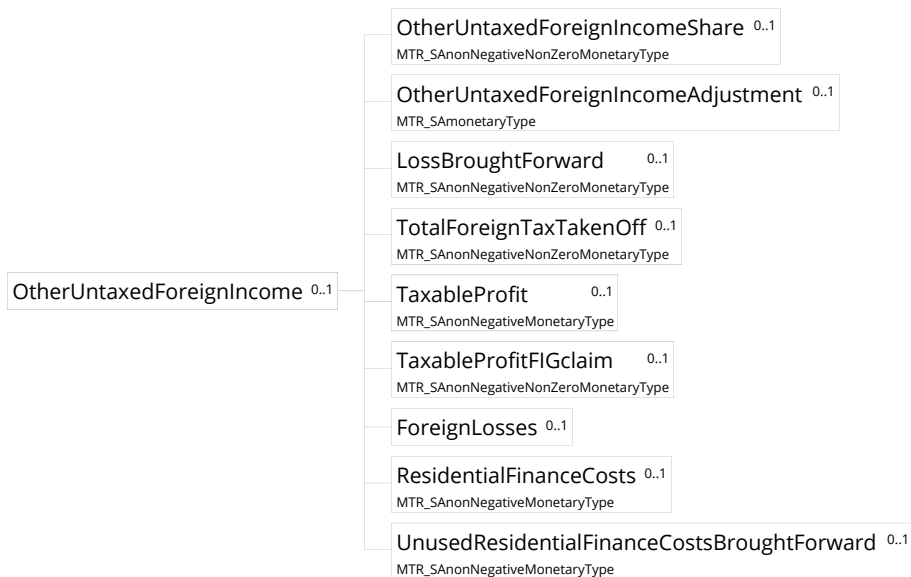 OtherUntaxedForeignIncomeShare 0..1
MTR_SAnonNegativeNonZeroMonetaryType
OtherUntaxedForeignIncomeAdjustment 0..1
MTR_SAmonetaryType
LossBroughtForward 0..1
MTR_SAnonNegativeNonZeroMonetaryType
TotalForeignTaxTakenOff 0..1
MTR_SAnonNegativeNonZeroMonetaryType
OtherUntaxedForeignIncome 0..1
TaxableProfit 0..1
MTR_SAnonNegativeMonetaryType
TaxableProfitFIGclaim 0..1
MTR_SAnonNegativeNonZeroMonetaryType
ForeignLosses 0..1
ResidentialFinanceCosts 0..1
MTR_SAnonNegativeMonetaryType
UnusedResidentialFinanceCostsBroughtForward 0..1
MTR_SAnonNegativeMonetaryType